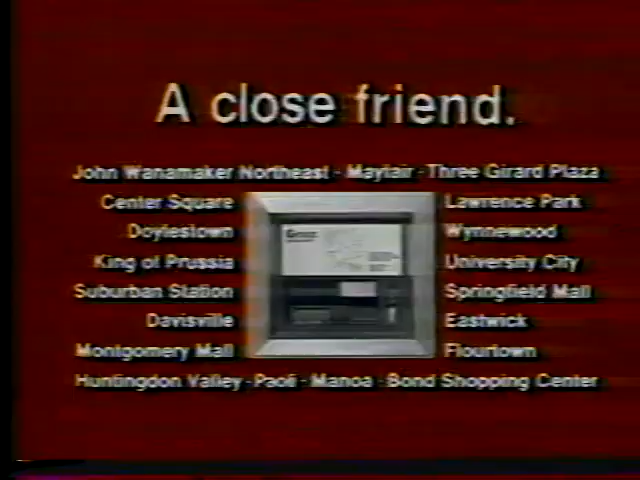 A close friend.
John Wanamaker Northeast - Mayfair - Three Girard Plaza
Center Square
Lawrence Park
Doylestown
Wynnewood
King of Prussia
University City
Suburban Station
Springfield Mall
Davisville
Eastwick
Montgomery Mall
Flourtown
Huntingdon Valley - Paoli - Manoa - Bond Shopping Center